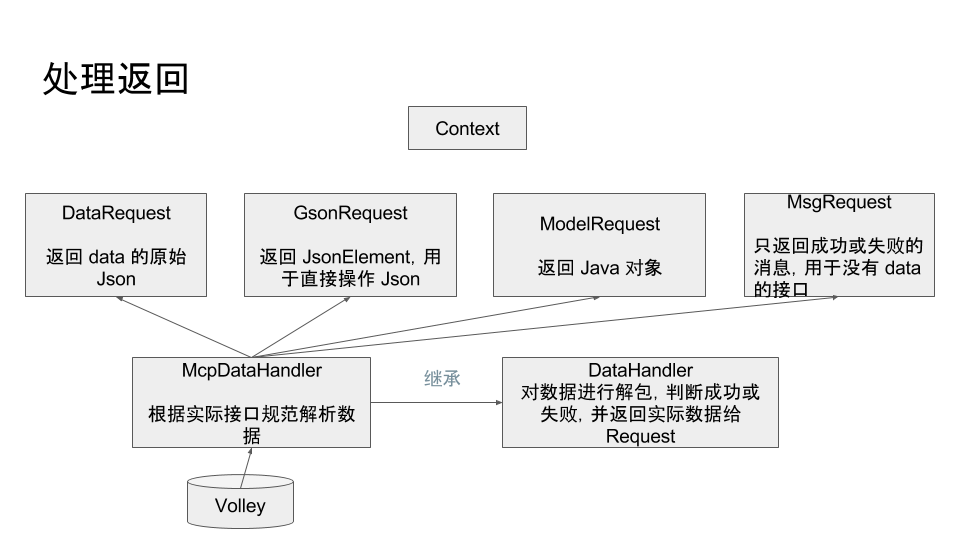 处理返回
Context
DataRequest
返回 data 的原始
Json
GsonRequest
返回 JsonElement, 用
于直接操作 Json
ModelRequest
返回 Java 对象
MsgRequest
只返回成功或失败的
消息, 用于没有 data
的接口
McpDataHandler
根据实际接口规范解析数
据
继承
DataHandler
对数据进行解包, 判断成功或
失败, 并返回实际数据给
Request
Volley